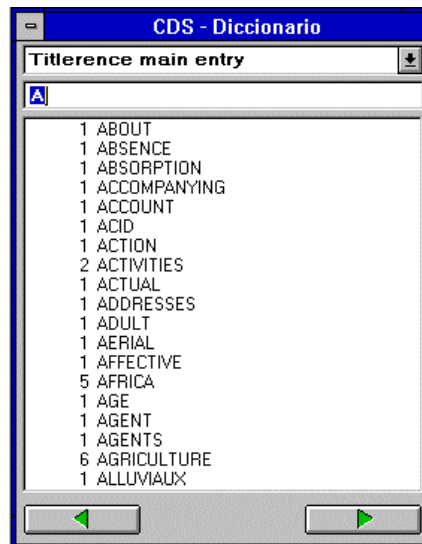 CDS - Diccionario
Titlerence main entry
A
1 ABOUT
1 ABSENCE
1 ABSORPTION
1 ACCOMPANYING
1 ACCOUNT
1 ACID
1 ACTION
2 ACTIVITIES
1 ACTUAL
1 ADDRESSES
1 ADULT
1 AERIAL
1 AFFECTIVE
5 AFRICA
1 AGE
1 AGENT
1 AGENTS
6 AGRICULTURE
1 ALLUVIAUX